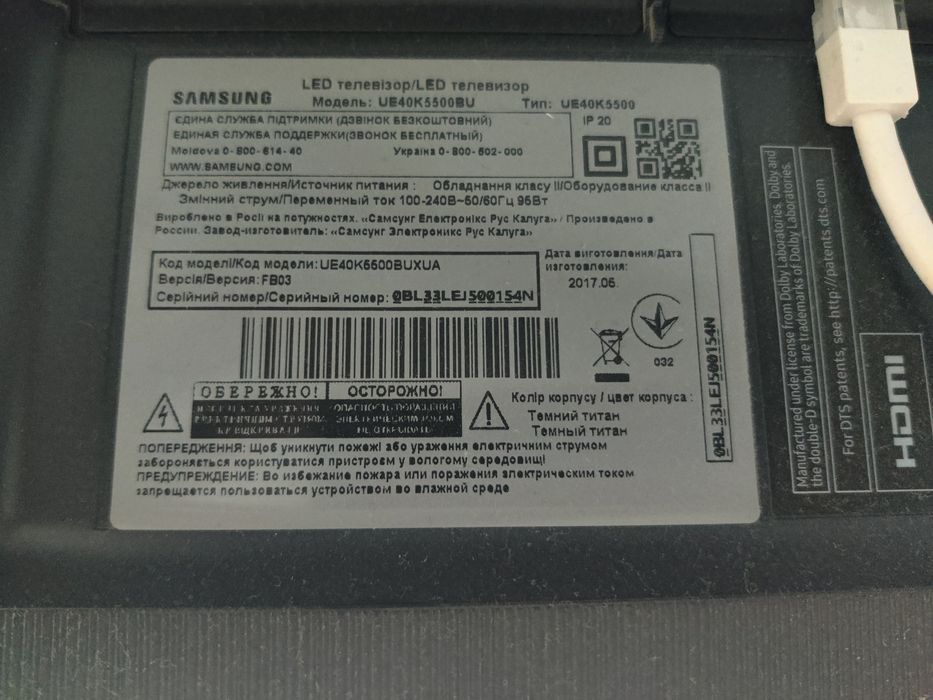 LED телевізор/LED телевизор
SAMSUNG
Модель: UE40K5500BU Тип: UE40K5500
ЄДИНА СЛУЖБА ПІДТРИМКИ (ДЗВІНОК БЕЗКОШТОВНИЙ)
ЕДИНАЯ СЛУЖБА ПОДДЕРЖКИ(ЗВОНОК БЕСПЛАТНЫЙ)
Moldova 0-800-614-40 Україна 0-800-502-000
WWW.SAMSUNG.COM
IP 20
Джерело живлення/Источник питания : Обладнання класу II/Оборудование класса II
Змінний струм/Переменный ток 100-240В~50/60Гц 95Вт
Вироблено в Росії на потужностях. «Самсунг Електронікс Рус Калуга» / Произведено в
России. Завод-изготовитель: «Самсунг Электроникс Рус Калуга»
Код моделі/Код модели: UE40K5500BUXUA
Версія/Версия: FB03
Серійний номер/Серийный номер: 0BL33LEJ500154N
Дата виготовлення/Дата
изготовления:
2017.05.
032
ОБЕРЕЖНО! ОСТОРОЖНО!
ОПАСНОСТЬ ПОРАЖЕНИЯ
ЭЛЕКТРИЧЕСКИМ ТОКОМ
НЕ ОТКРЫВАТЬ
Колір корпусу / цвет корпуса :
Темний титан
Темный титан
ПОПЕРЕДЖЕННЯ: Щоб уникнути пожежі або ураження електричним струмом
забороняється користуватися пристроєм у вологому середовищі
ПРЕДУПРЕЖДЕНИЕ: Во избежание пожара или поражения электрическим током
запрещается пользоваться устройством во влажной среде
0BL33LEJ500154N
Manufactured under license from Dolby Laboratories. Dolby and
the double-D symbol are trademarks of Dolby Laboratories.
For DTS patents, see http://patents.dts.com
HDMI